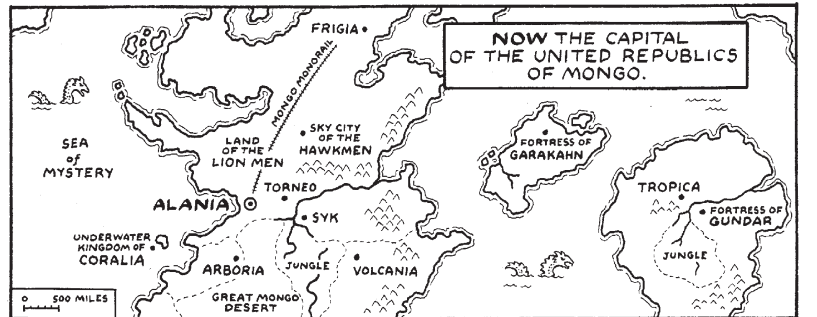 FRIGIA
NOW THE CAPITAL
OF THE UNITED REPUBLICS
OF MONGO.
MONGO MONORAIL
SKY CITY
OF THE
HAWKMEN
LAND
OF THE
LION MEN
SEA
of
MYSTERY
FORTRESS OF
GARAKAHN
TORNEO
ALANIA
SYK
TROPICA
FORTRESS OF
GUNDAR
UNDERWATER
KINGDOM OF
CORALIA
ARBORIA
JUNGLE
VOLCANIA
JUNGLE
GREAT MONGO
DESERT
0 500 MILES